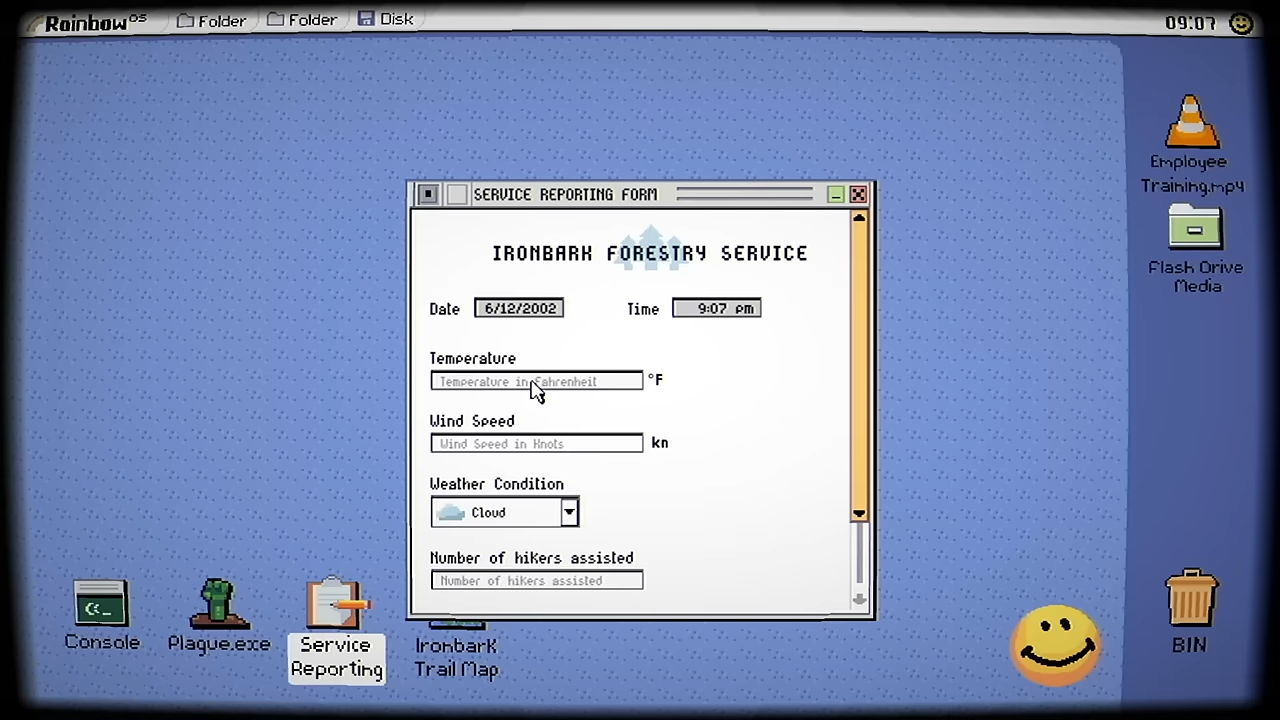 Rainbow OS
Folder
Folder
Disk
09:07
Employee
Training.mp4
Flash Drive
Media
SERVICE REPORTING FORM
IRONBARK FORESTRY SERVICE
Date 6/12/2002 Time 9:07 pm
Temperature
Temperature in Fahrenheit °F
Wind Speed
Wind Speed in Knots kn
Weather Condition
Cloud
Number of hikers assisted
Number of hikers assisted
Console
Plague.exe
Service
Reporting
Ironbark
Trail Map
BIN